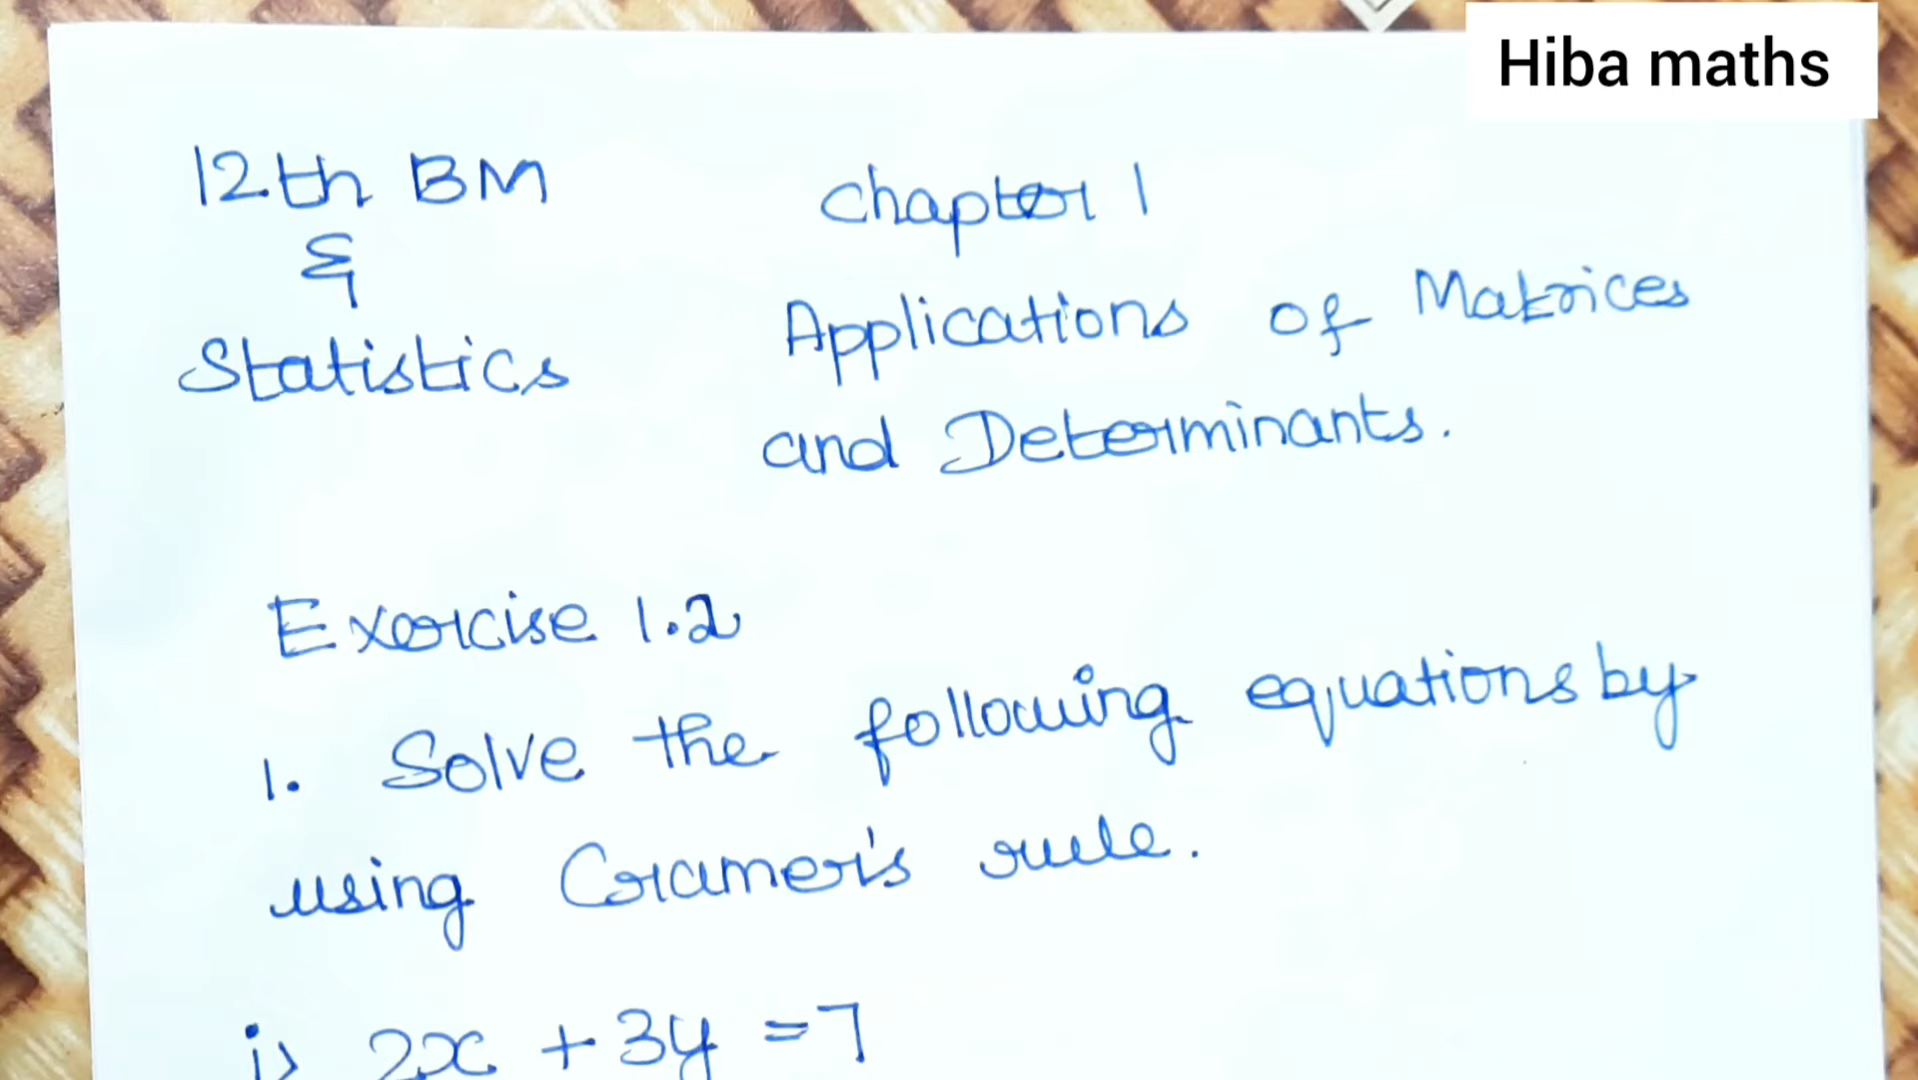 Hiba maths
12th BM
&
Statistics
Chapter 1
Applications of Matrices
and Determinants.
Exercise 1.2
1. Solve the following equations by
using Cramer's rule.
i) 2x + 3y = 7